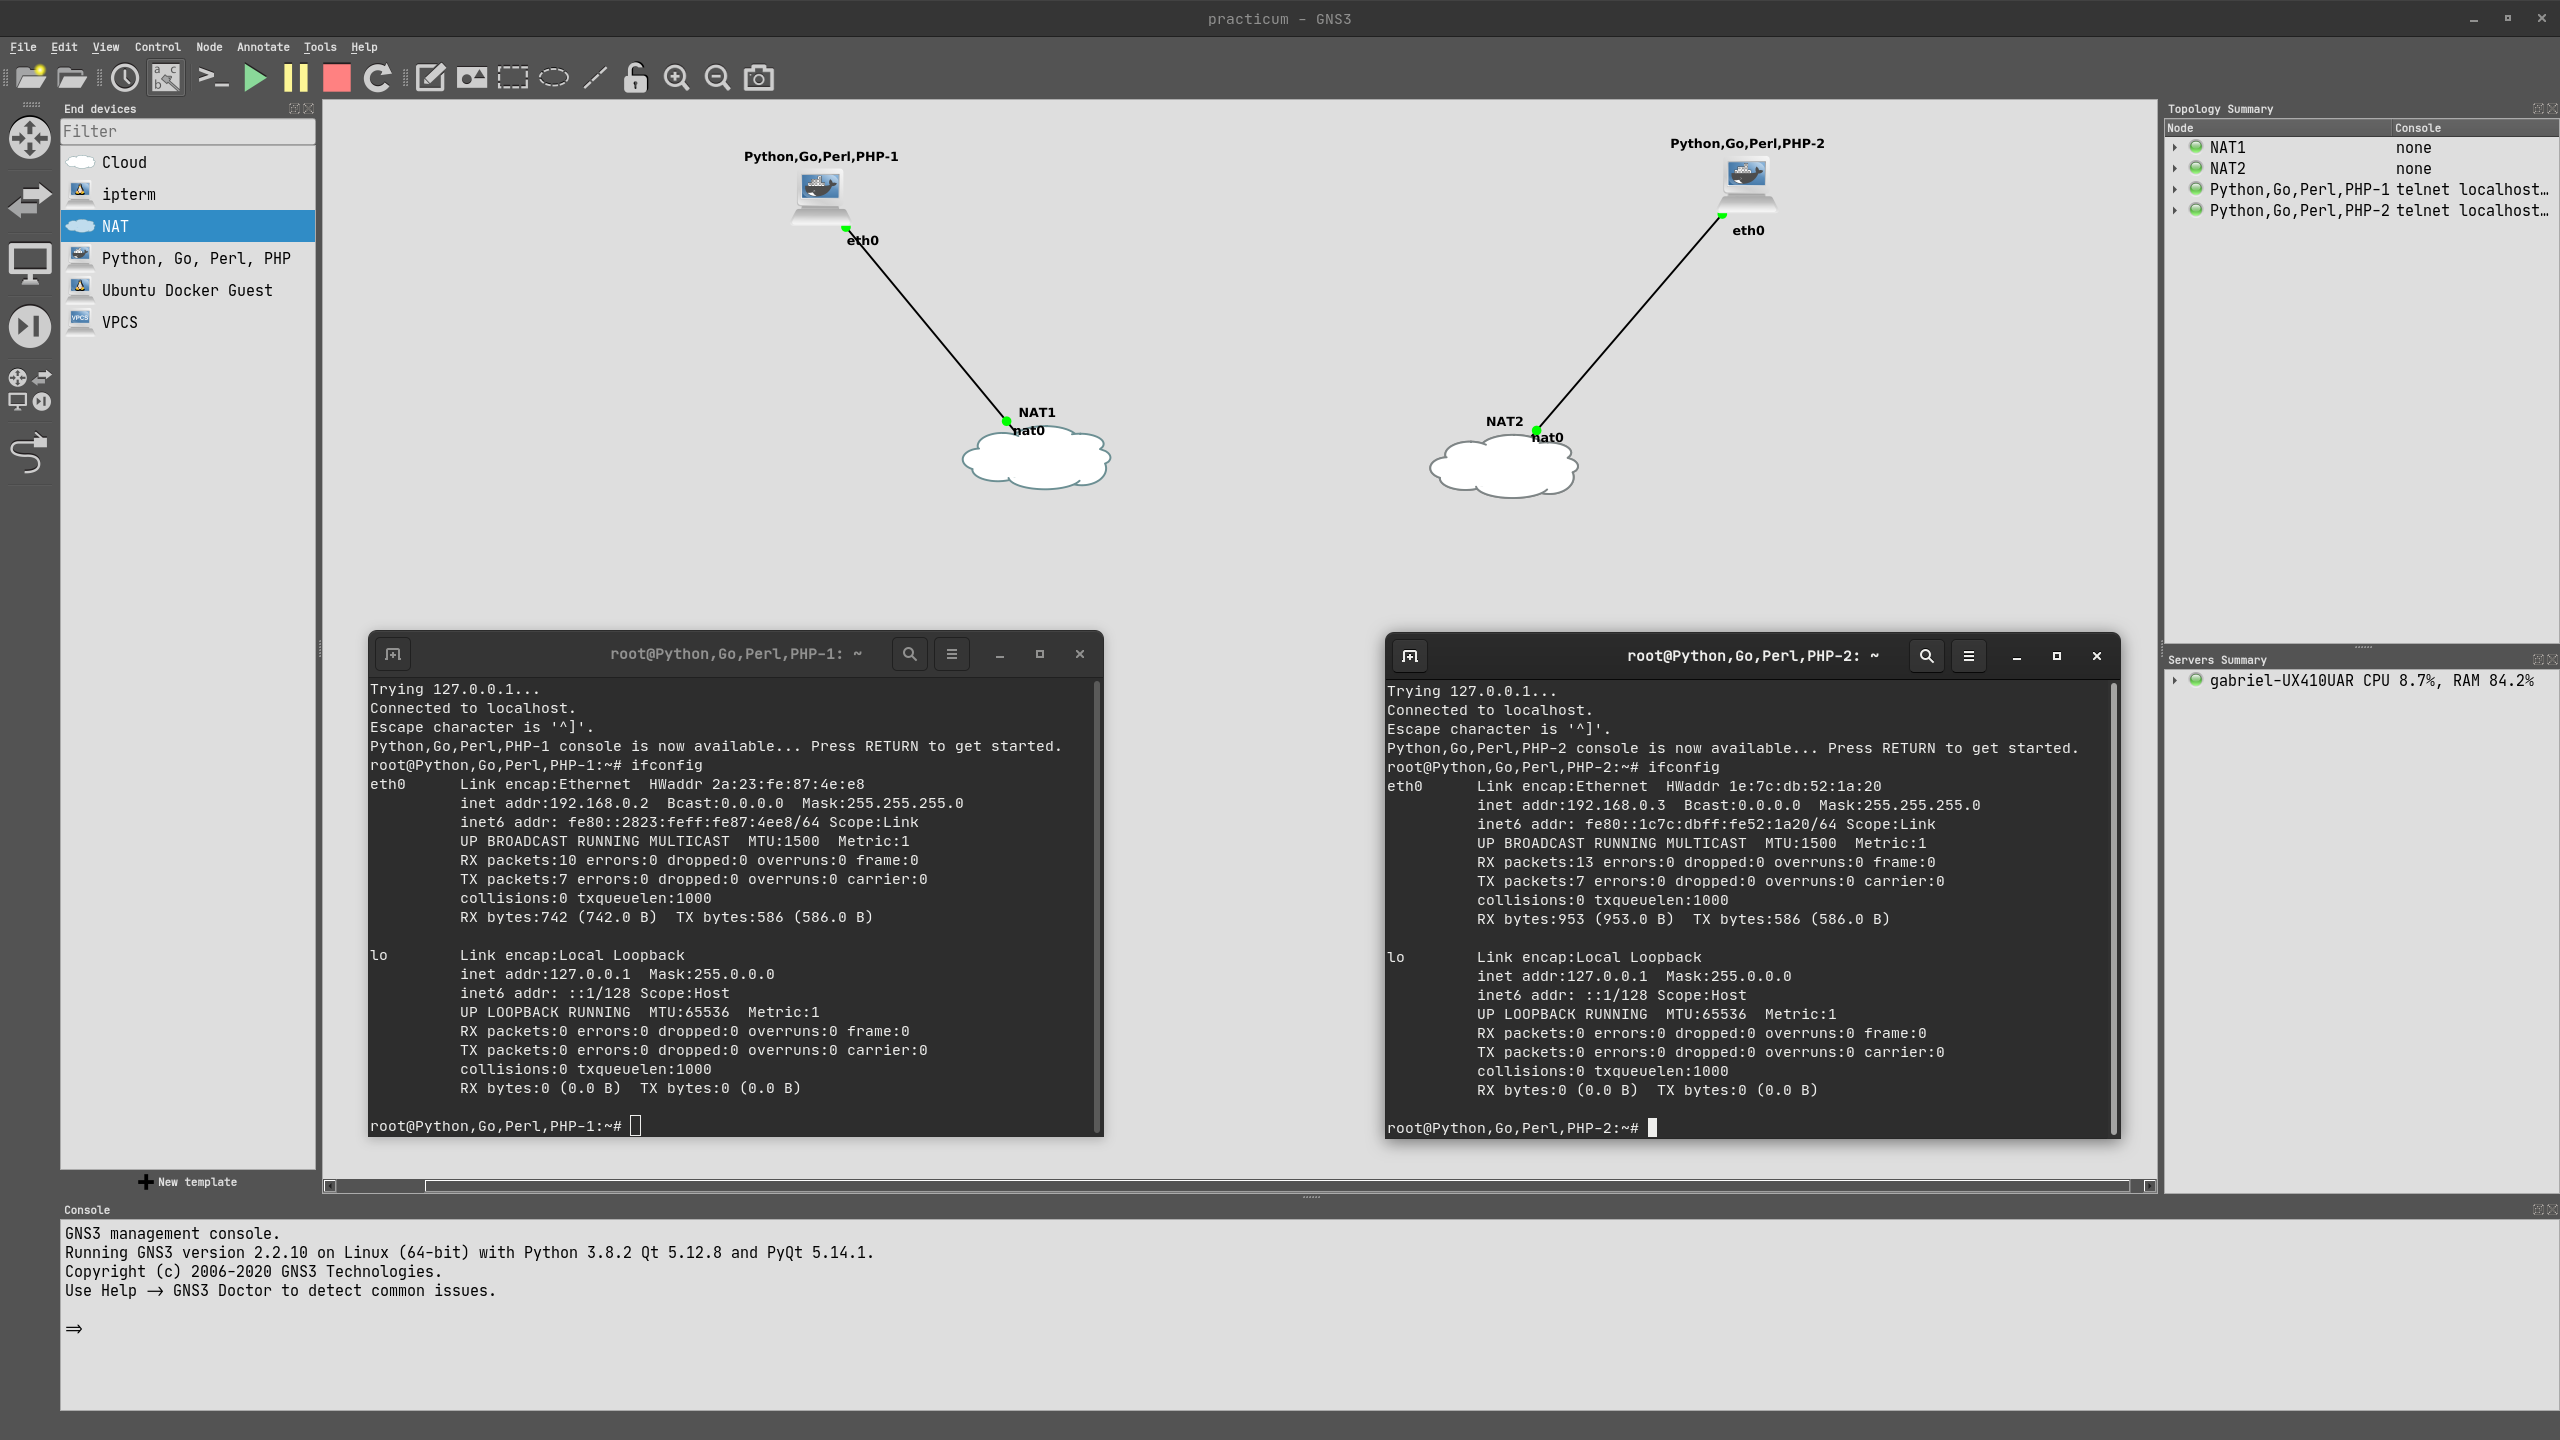 practicum - GNS3
File Edit View Control Node Annotate Tools Help
End devices
Filter
Cloud
ipterm
NAT
Python, Go, Perl, PHP
Ubuntu Docker Guest
VPCS
New template
Python,Go,Perl,PHP-1
eth0
NAT1
nat0
Python,Go,Perl,PHP-2
eth0
NAT2
nat0
root@Python,Go,Perl,PHP-1: ~
Trying 127.0.0.1...
Connected to localhost.
Escape character is '^]'.
Python,Go,Perl,PHP-1 console is now available... Press RETURN to get started.
root@Python,Go,Perl,PHP-1:~# ifconfig
eth0 Link encap:Ethernet HWaddr 2a:23:fe:87:4e:e8
inet addr:192.168.0.2 Bcast:0.0.0.0 Mask:255.255.255.0
inet6 addr: fe80::2823:feff:fe87:4ee8/64 Scope:Link
UP BROADCAST RUNNING MULTICAST MTU:1500 Metric:1
RX packets:10 errors:0 dropped:0 overruns:0 frame:0
TX packets:7 errors:0 dropped:0 overruns:0 carrier:0
collisions:0 txqueuelen:1000
RX bytes:742 (742.0 B) TX bytes:586 (586.0 B)
lo Link encap:Local Loopback
inet addr:127.0.0.1 Mask:255.0.0.0
inet6 addr: ::1/128 Scope:Host
UP LOOPBACK RUNNING MTU:65536 Metric:1
RX packets:0 errors:0 dropped:0 overruns:0 frame:0
TX packets:0 errors:0 dropped:0 overruns:0 carrier:0
collisions:0 txqueuelen:1000
RX bytes:0 (0.0 B) TX bytes:0 (0.0 B)
root@Python,Go,Perl,PHP-1:~#
root@Python,Go,Perl,PHP-2: ~
Trying 127.0.0.1...
Connected to localhost.
Escape character is '^]'.
Python,Go,Perl,PHP-2 console is now available... Press RETURN to get started.
root@Python,Go,Perl,PHP-2:~# ifconfig
eth0 Link encap:Ethernet HWaddr 1e:7c:db:52:1a:20
inet addr:192.168.0.3 Bcast:0.0.0.0 Mask:255.255.255.0
inet6 addr: fe80::1c7c:dbff:fe52:1a20/64 Scope:Link
UP BROADCAST RUNNING MULTICAST MTU:1500 Metric:1
RX packets:13 errors:0 dropped:0 overruns:0 frame:0
TX packets:7 errors:0 dropped:0 overruns:0 carrier:0
collisions:0 txqueuelen:1000
RX bytes:953 (953.0 B) TX bytes:586 (586.0 B)
lo Link encap:Local Loopback
inet addr:127.0.0.1 Mask:255.0.0.0
inet6 addr: ::1/128 Scope:Host
UP LOOPBACK RUNNING MTU:65536 Metric:1
RX packets:0 errors:0 dropped:0 overruns:0 frame:0
TX packets:0 errors:0 dropped:0 overruns:0 carrier:0
collisions:0 txqueuelen:1000
RX bytes:0 (0.0 B) TX bytes:0 (0.0 B)
root@Python,Go,Perl,PHP-2:~#
Topology Summary
Node Console
NAT1 none
NAT2 none
Python,Go,Perl,PHP-1 telnet localhost…
Python,Go,Perl,PHP-2 telnet localhost…
Servers Summary
gabriel-UX410UAR CPU 8.7%, RAM 84.2%
Console
GNS3 management console.
Running GNS3 version 2.2.10 on Linux (64-bit) with Python 3.8.2 Qt 5.12.8 and PyQt 5.14.1.
Copyright (c) 2006-2020 GNS3 Technologies.
Use Help → GNS3 Doctor to detect common issues.
⇒